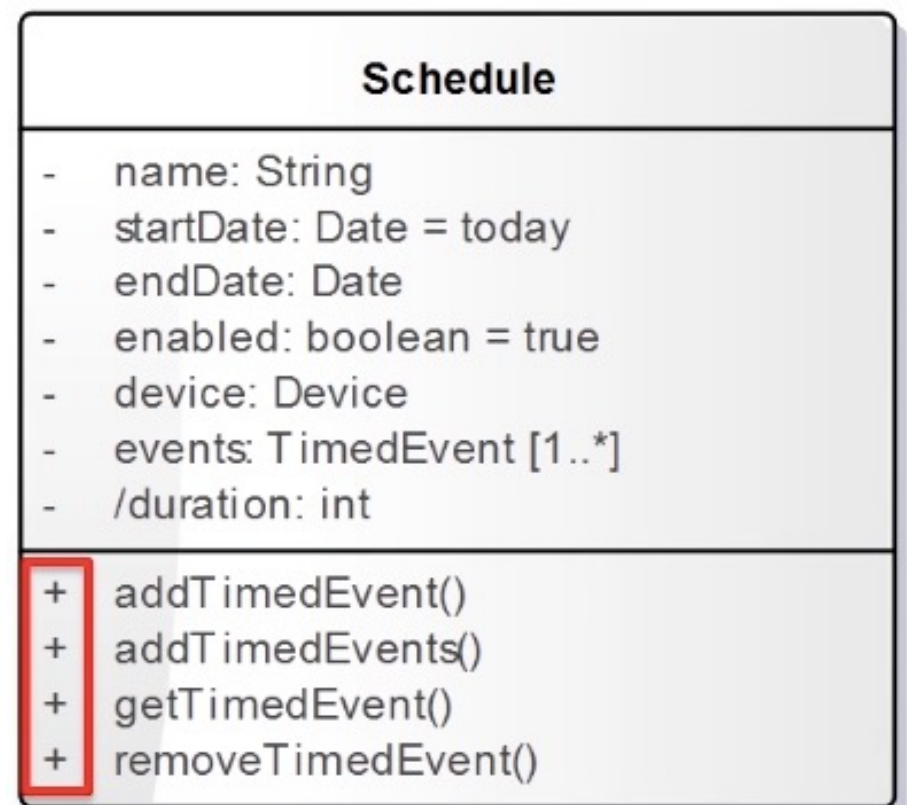 Schedule
- name: String
- startDate: Date = today
- endDate: Date
- enabled: boolean = true
- device: Device
- events: TimedEvent [1..*]
- /duration: int
+ addTimedEvent()
+ addTimedEvents()
+ getTimedEvent()
+ removeTimedEvent()